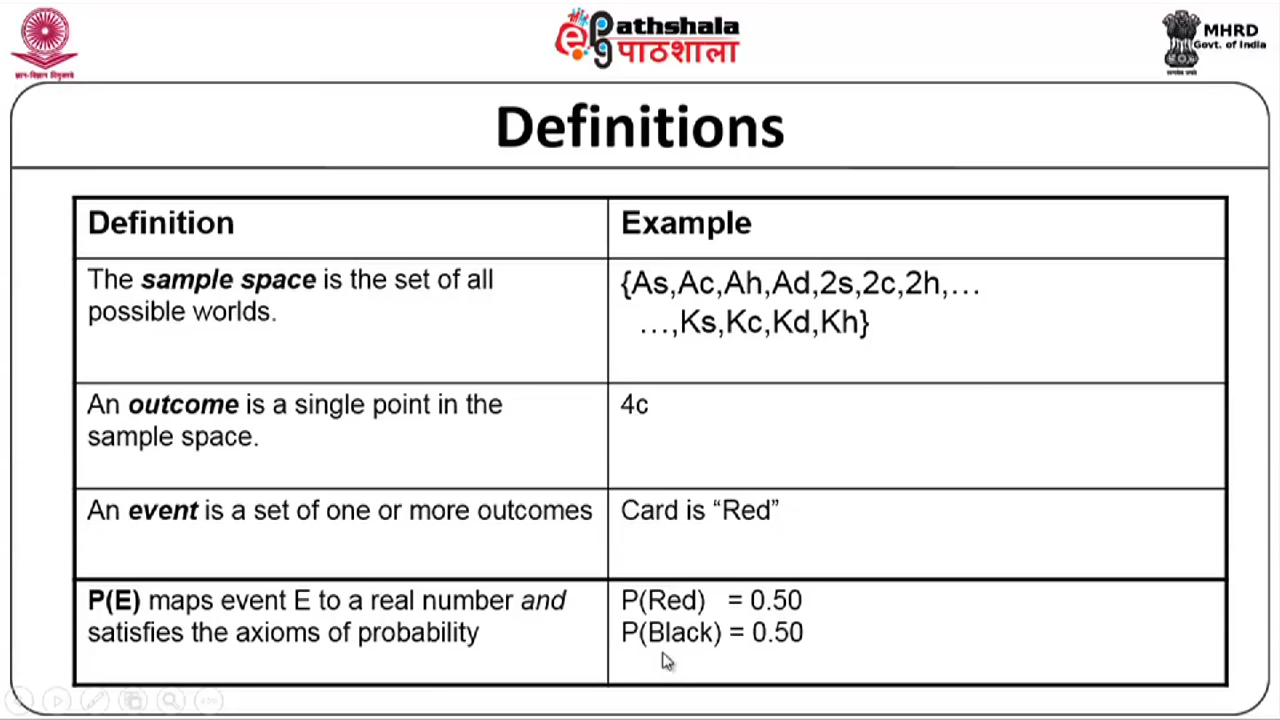 ePG Pathshala
पाठशाला
MHRD
Govt. of India
ज्ञान-विज्ञान विमुक्तये
Definitions
Definition
Example
The sample space is the set of all
possible worlds.
{As,Ac,Ah,Ad,2s,2c,2h,…
…,Ks,Kc,Kd,Kh}
An outcome is a single point in the
sample space.
4c
An event is a set of one or more outcomes
Card is “Red”
P(E) maps event E to a real number and
satisfies the axioms of probability
P(Red) = 0.50
P(Black) = 0.50